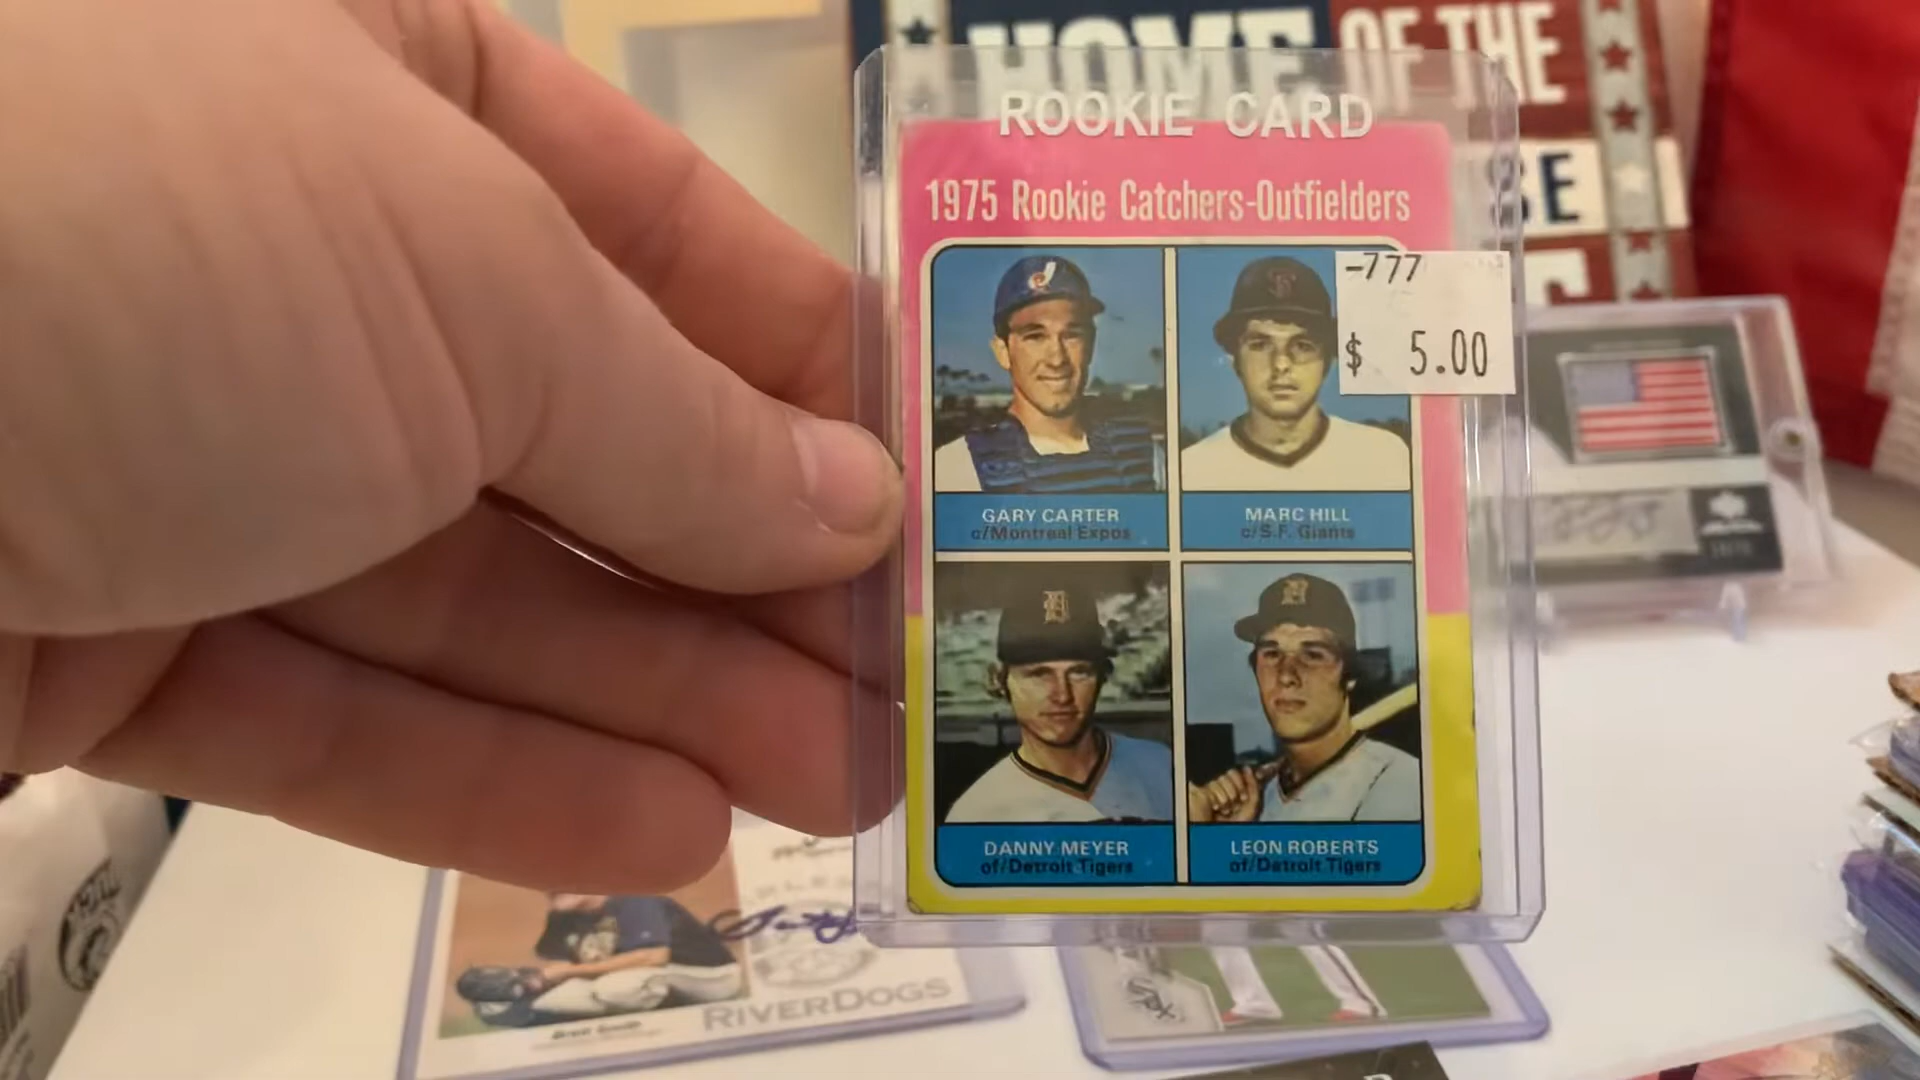 HOME OF THE
ROOKIE CARD
1975 Rookie Catchers-Outfielders
SE
-777
$ 5.00
GARY CARTER
c/Montreal Expos
MARC HILL
c/S.F. Giants
DANNY MEYER
of/Detroit Tigers
LEON ROBERTS
of/Detroit Tigers
RIVERDOGS